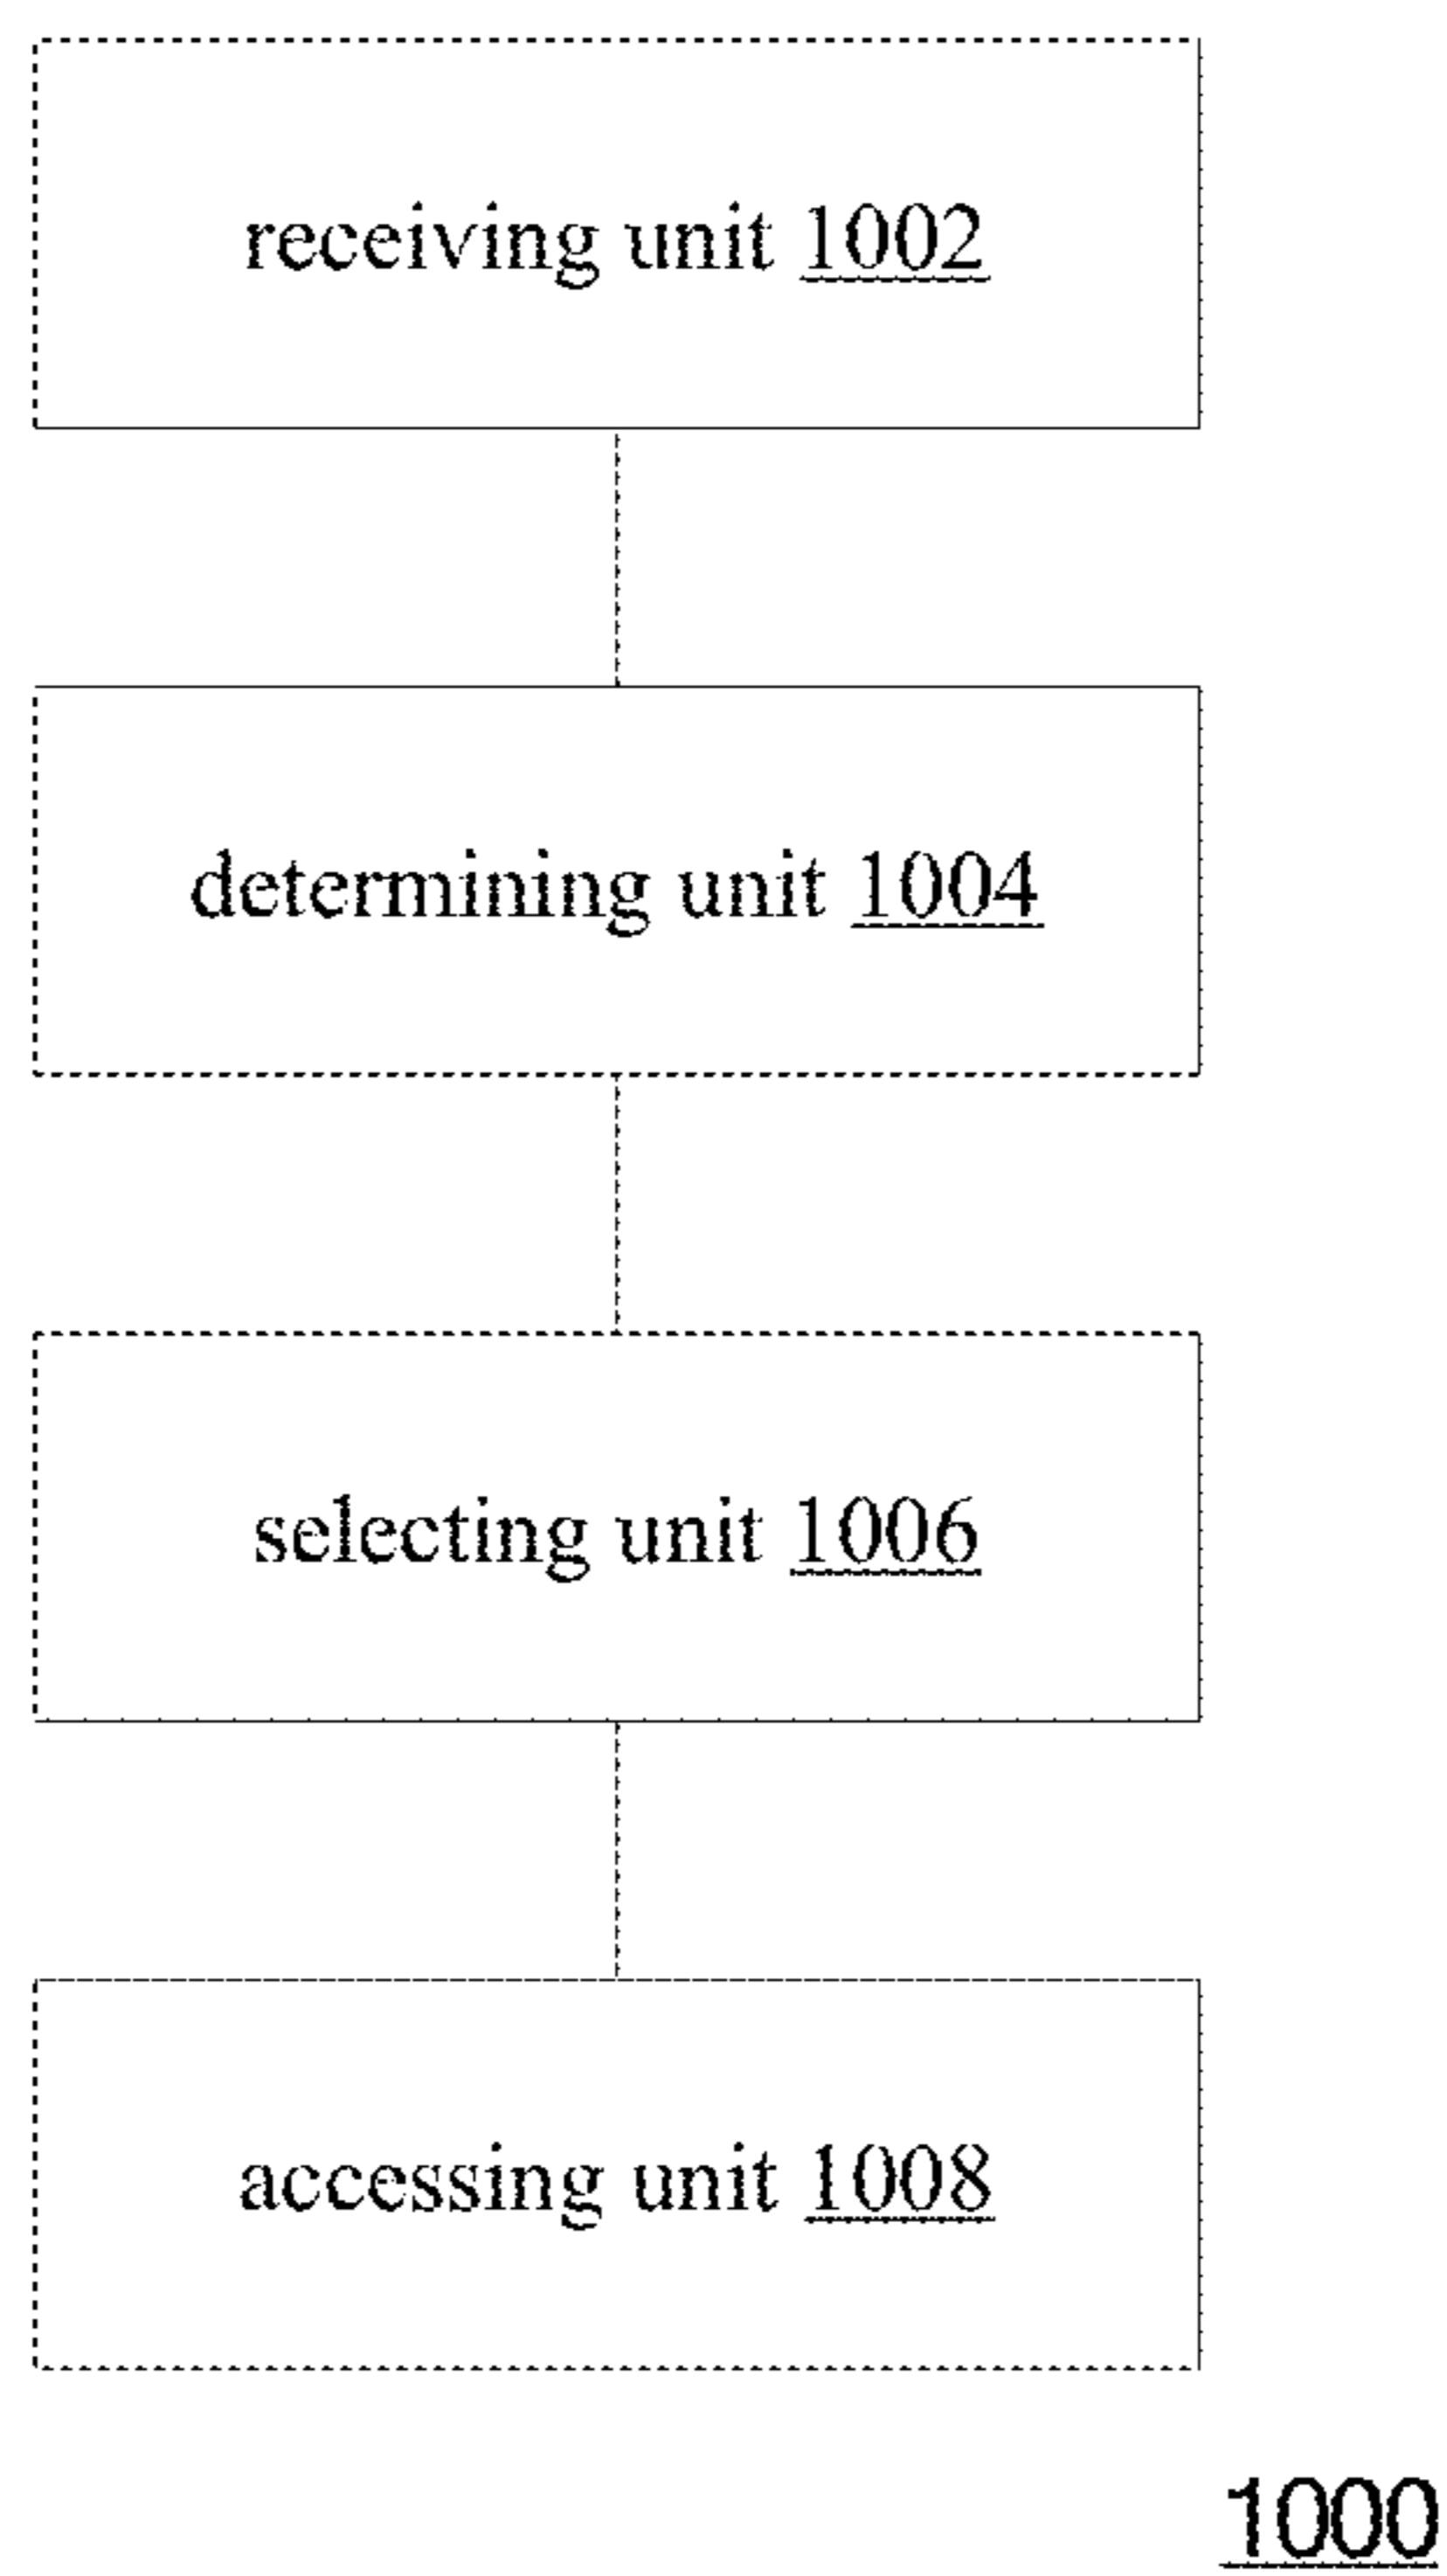 receiving unit 1002
determining unit 1004
selecting unit 1006
accessing unit 1008
1000